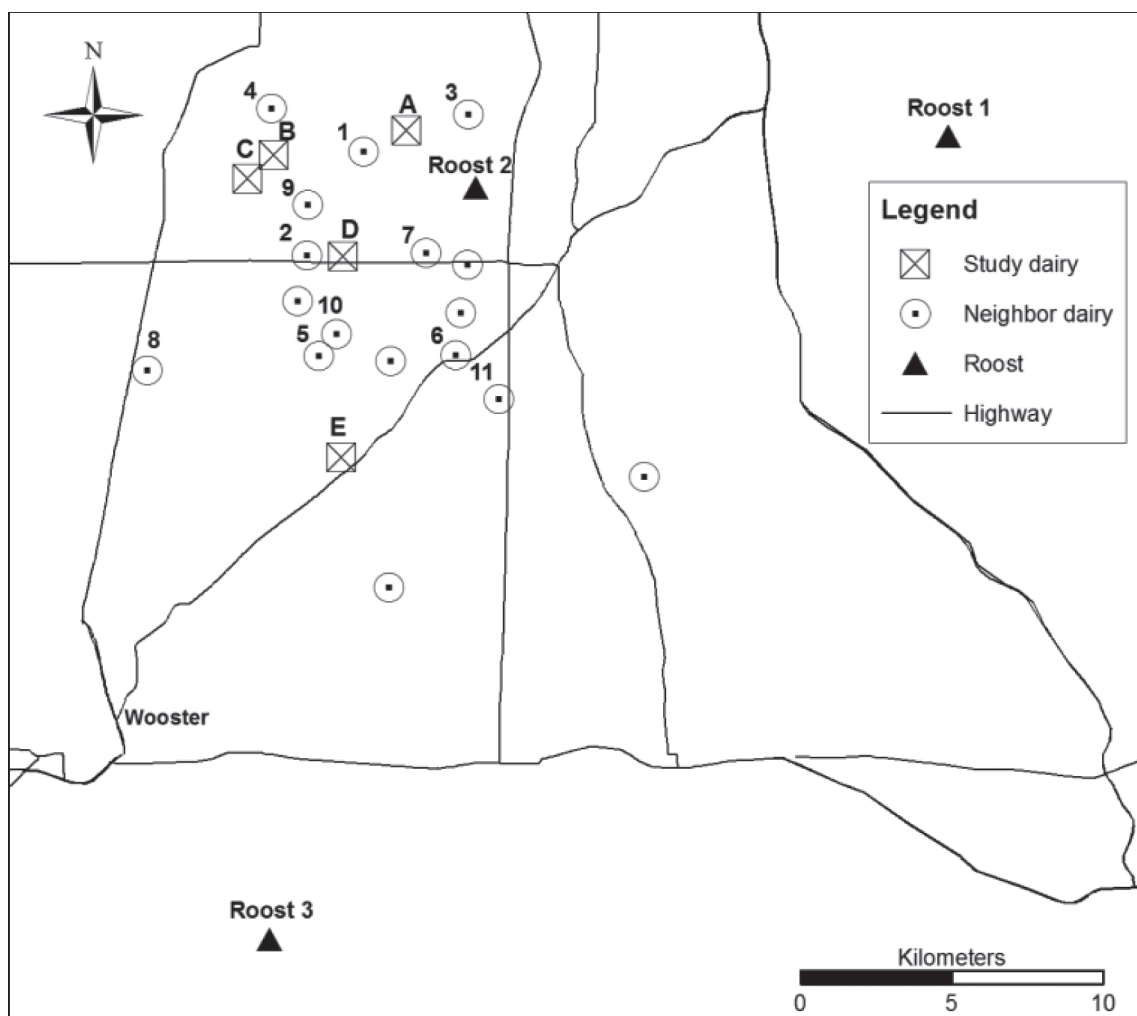 N
4
3
A
Roost 1
B
1
C
Roost 2
9
Legend
2
D
7
Study dairy
10
Neighbor dairy
5
6
8
Roost
11
Highway
E
Wooster
Roost 3
Kilometers
0 5 10